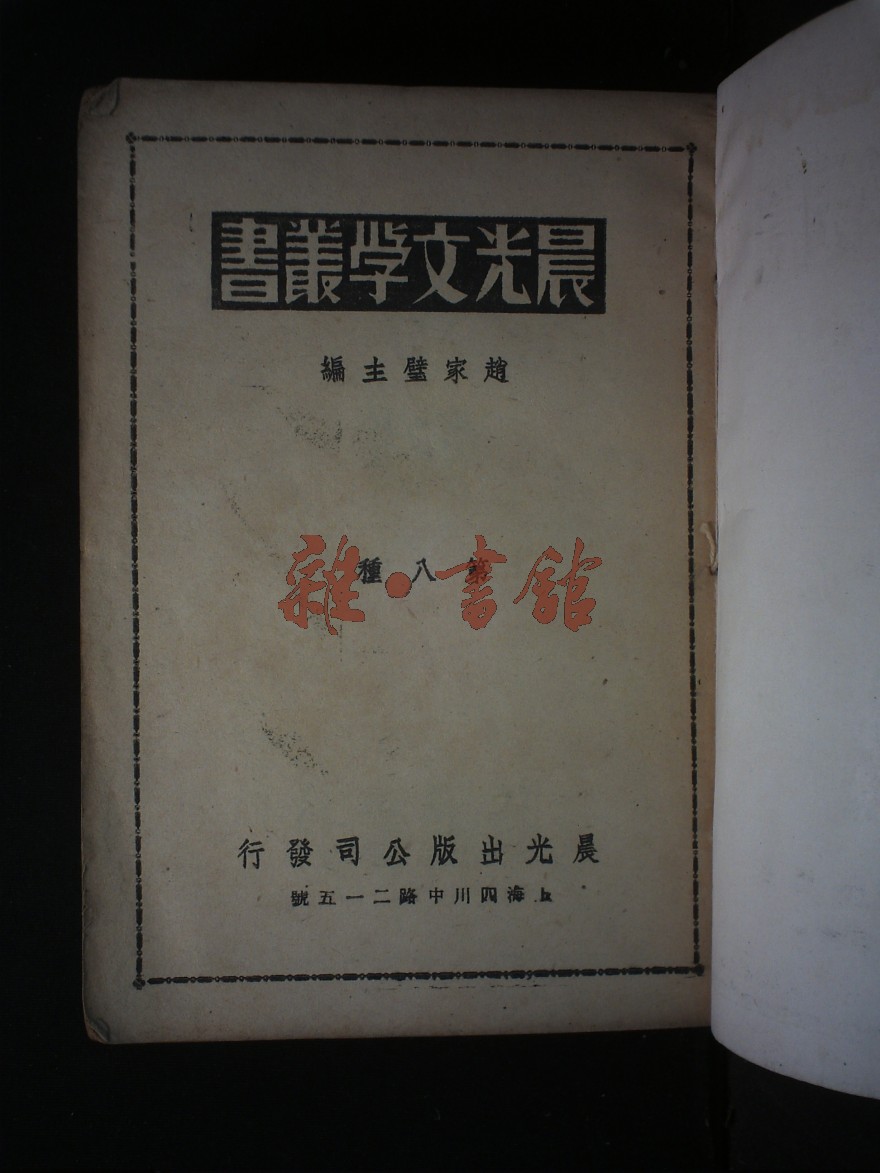 晨光文学叢書
趙家璧主編
第八種
雜·書館
晨光出版公司發行
上海四川中路二一五號